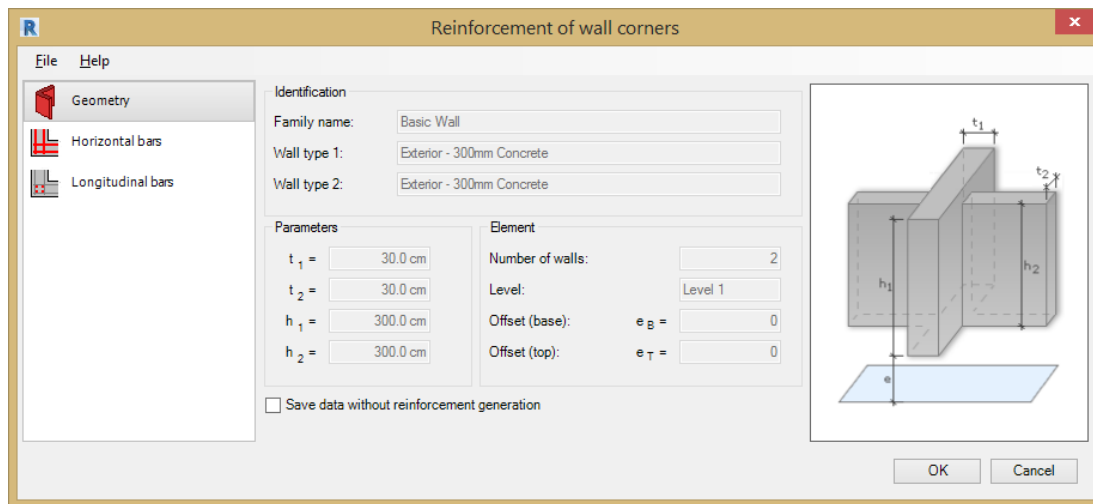 R
Reinforcement of wall corners
x
File Help
Geometry
Horizontal bars
Longitudinal bars
Identification
Family name: Basic Wall
Wall type 1: Exterior - 300mm Concrete
Wall type 2: Exterior - 300mm Concrete
Parameters
t 1 = 30.0 cm
t 2 = 30.0 cm
h 1 = 300.0 cm
h 2 = 300.0 cm
Element
Number of walls: 2
Level: Level 1
Offset (base): e B = 0
Offset (top): e T = 0
Save data without reinforcement generation
t1
t2
h1
h2
e
OK Cancel